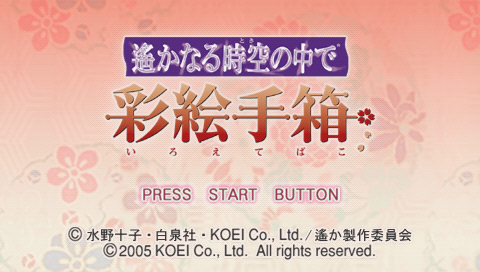 とき
遙かなる時空の中で
彩絵手箱
いろえてばこ
PRESS START BUTTON
© 水野十子・白泉社・KOEI Co., Ltd. / 遙か製作委員会
© 2005 KOEI Co., Ltd. All rights reserved.